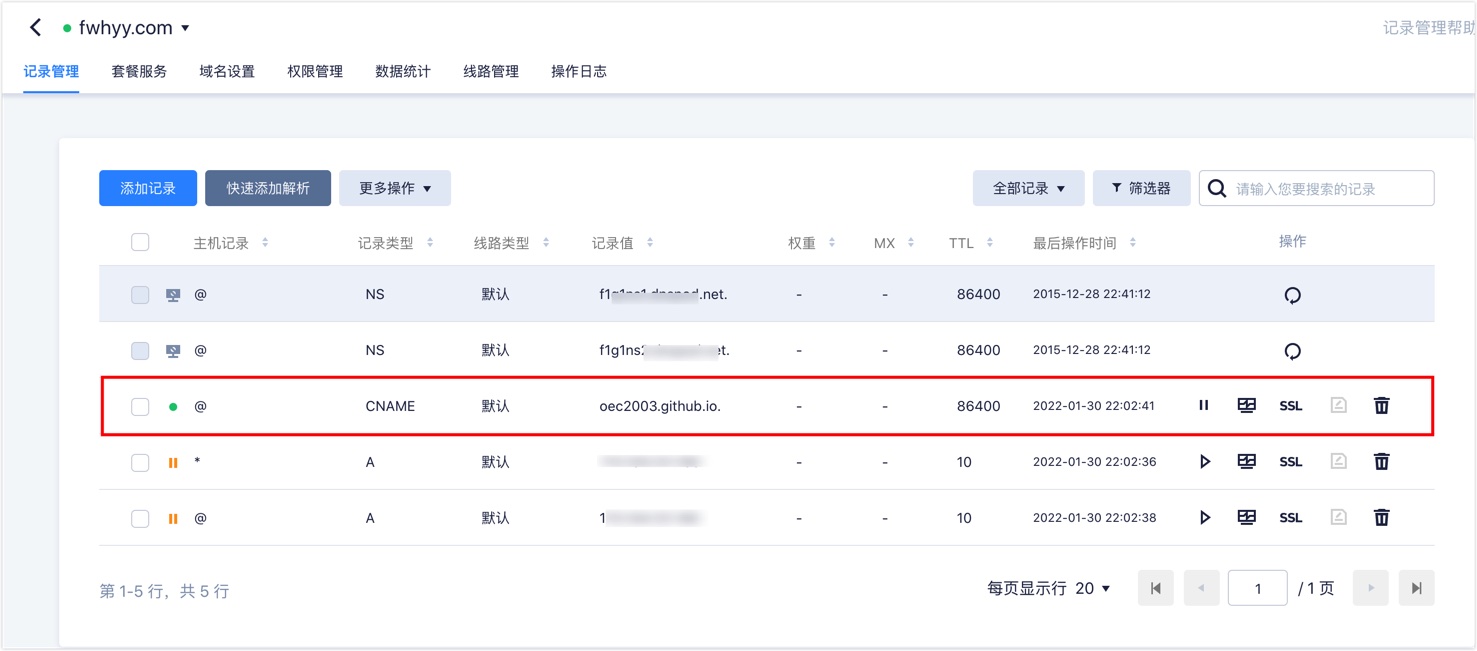 fwhyy.com
记录管理帮助
记录管理 套餐服务 域名设置 权限管理 数据统计 线路管理 操作日志
添加记录 快速添加解析 更多操作 全部记录 筛选器 请输入您要搜索的记录
主机记录 记录类型 线路类型 记录值 权重 MX TTL 最后操作时间 操作
@ NS 默认 .net. - - 86400 2015-12-28 22:41:12
@ NS 默认 f1g1ns - - 86400 2015-12-28 22:41:12
@ CNAME 默认 oec2003.github.io. - - 86400 2022-01-30 22:02:41 SSL
* A 默认 - - 10 2022-01-30 22:02:36 SSL
@ A 默认 1 - - 10 2022-01-30 22:02:38 SSL
第 1-5 行，共 5 行
每页显示行 20 1 / 1 页